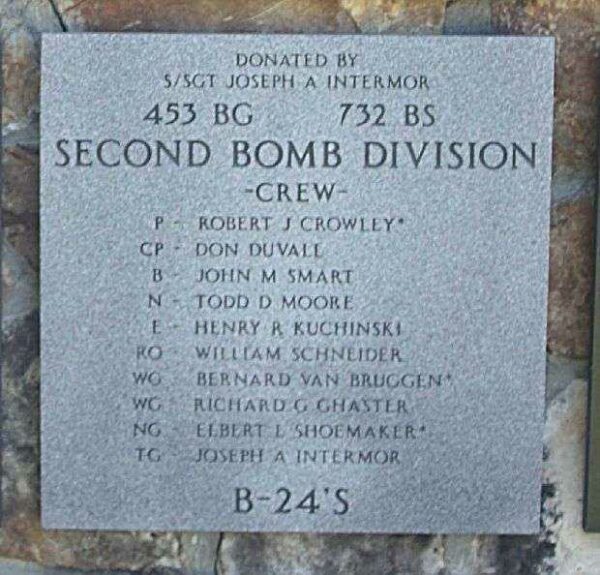 DONATED BY
S/SGT JOSEPH A INTERMOR
453 BG 732 BS
SECOND BOMB DIVISION
-CREW-
P - ROBERT J CROWLEY*
CP - DON DUVALL
B - JOHN M SMART
N - TODD D MOORE
E - HENRY R KUCHINSKI
RO - WILLIAM SCHNEIDER
WG - BERNARD VAN BRUGGEN*
WG - RICHARD G GHASTER
NG - ELBERT L SHOEMAKER*
TG - JOSEPH A INTERMOR
B-24'S